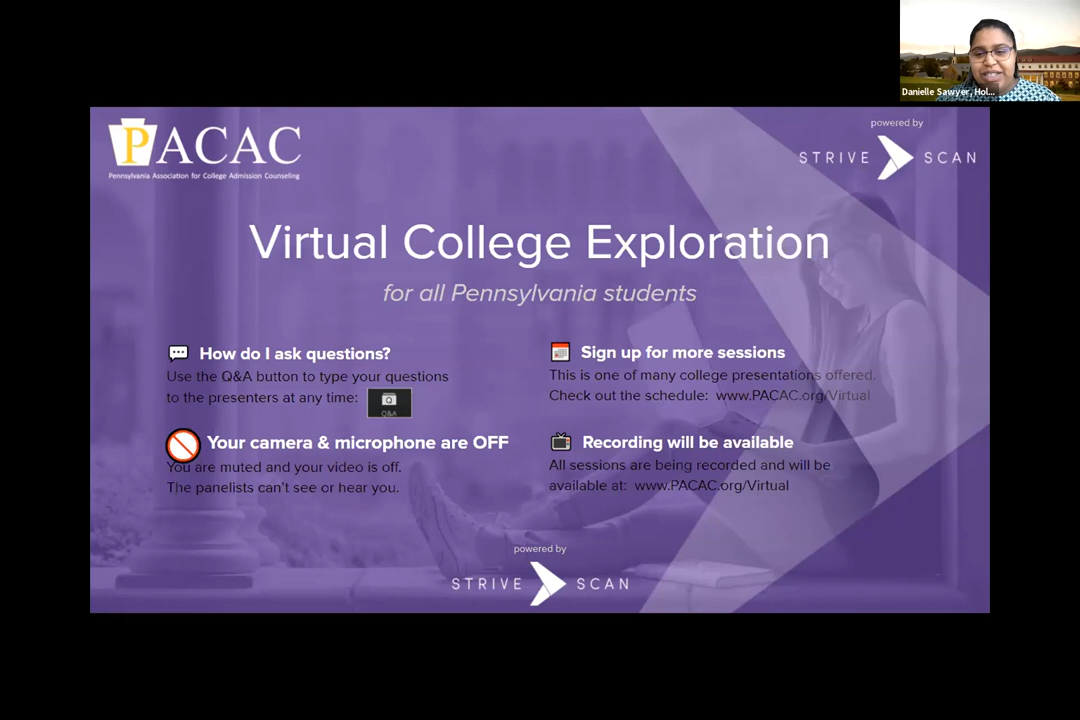 Danielle Sawyer, Hol...
PACAC
Pennsylvania Association for College Admission Counseling
powered by
STRIVE SCAN
Virtual College Exploration
for all Pennsylvania students
How do I ask questions?
Use the Q&A button to type your questions
to the presenters at any time:
Q
Q&A
Your camera & microphone are OFF
You are muted and your video is off.
The panelists can't see or hear you.
Sign up for more sessions
This is one of many college presentations offered.
Check out the schedule: www.PACAC.org/Virtual
Recording will be available
All sessions are being recorded and will be
available at: www.PACAC.org/Virtual
powered by
STRIVE SCAN